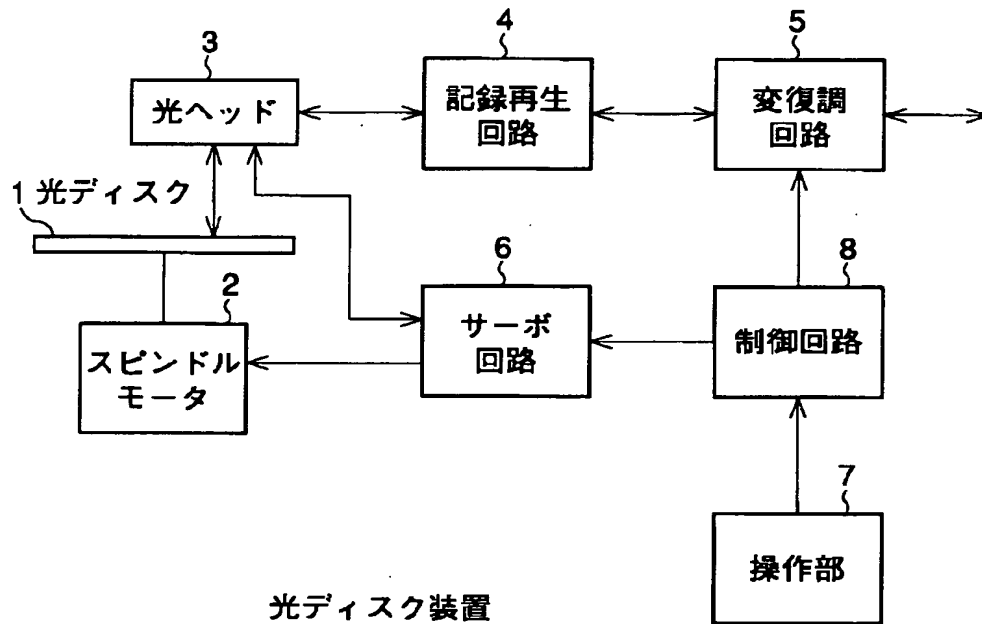 3
光ヘッド
4
記録再生
回路
5
変復調
回路
1 光ディスク
2
スピンドル
モータ
6
サーボ
回路
8
制御回路
7
操作部
光ディスク装置